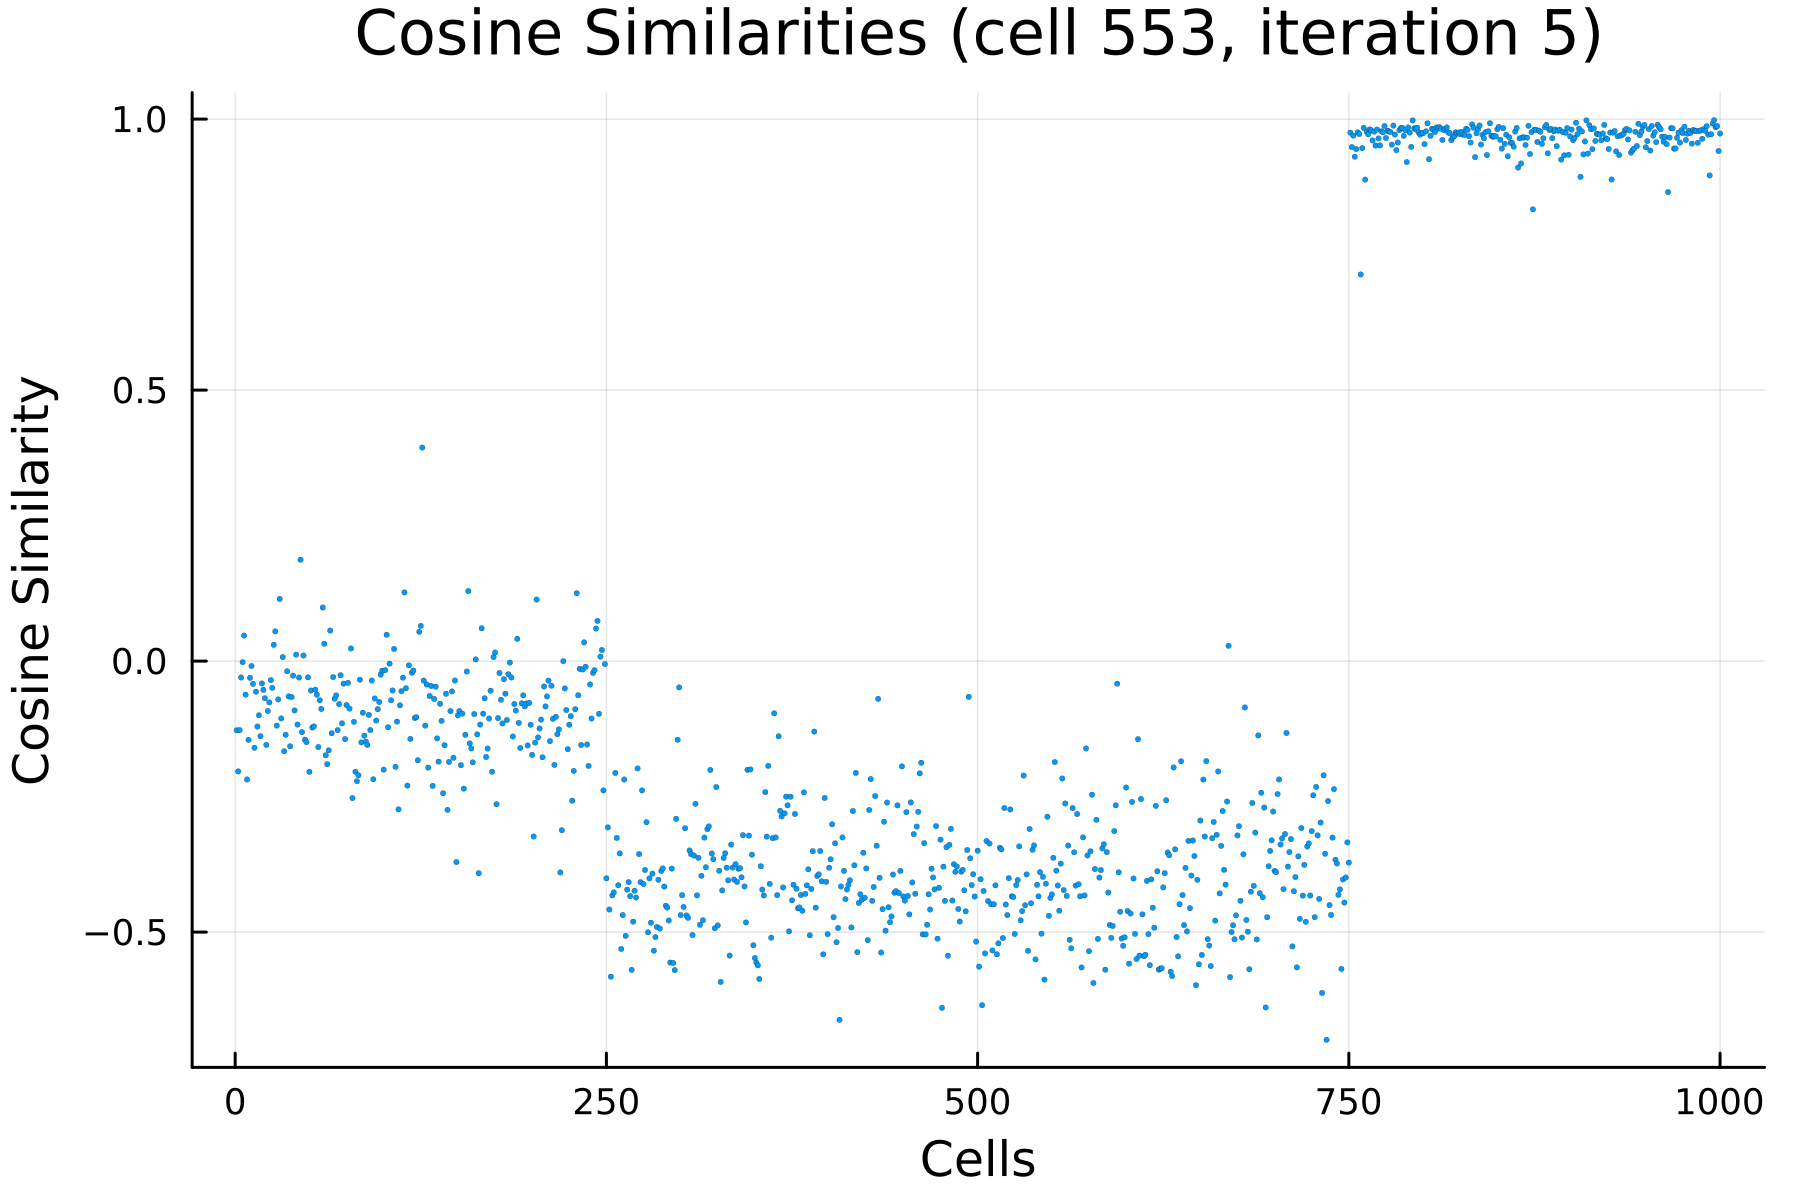 Cosine Similarities (cell 553, iteration 5)
1.0
0.5
0.0
−0.5
Cosine Similarity
0 250 500 750 1000
Cells